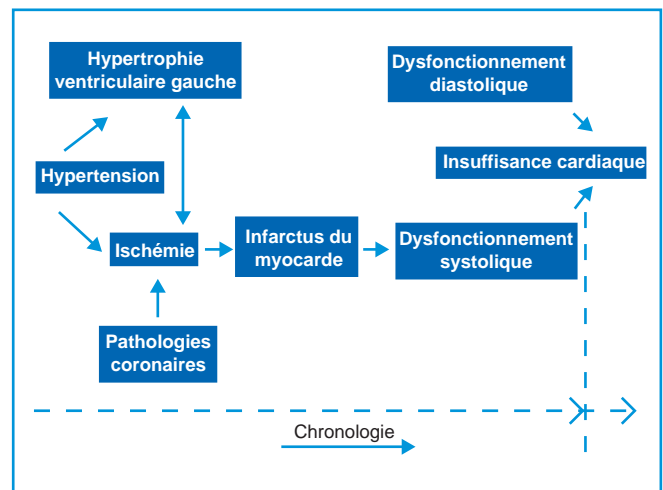 Hypertrophie
ventriculaire gauche
Dysfonctionnement
diastolique
Hypertension
Insuffisance cardiaque
Ischémie
Infarctus du
myocarde
Dysfonctionnement
systolique
Pathologies
coronaires
Chronologie